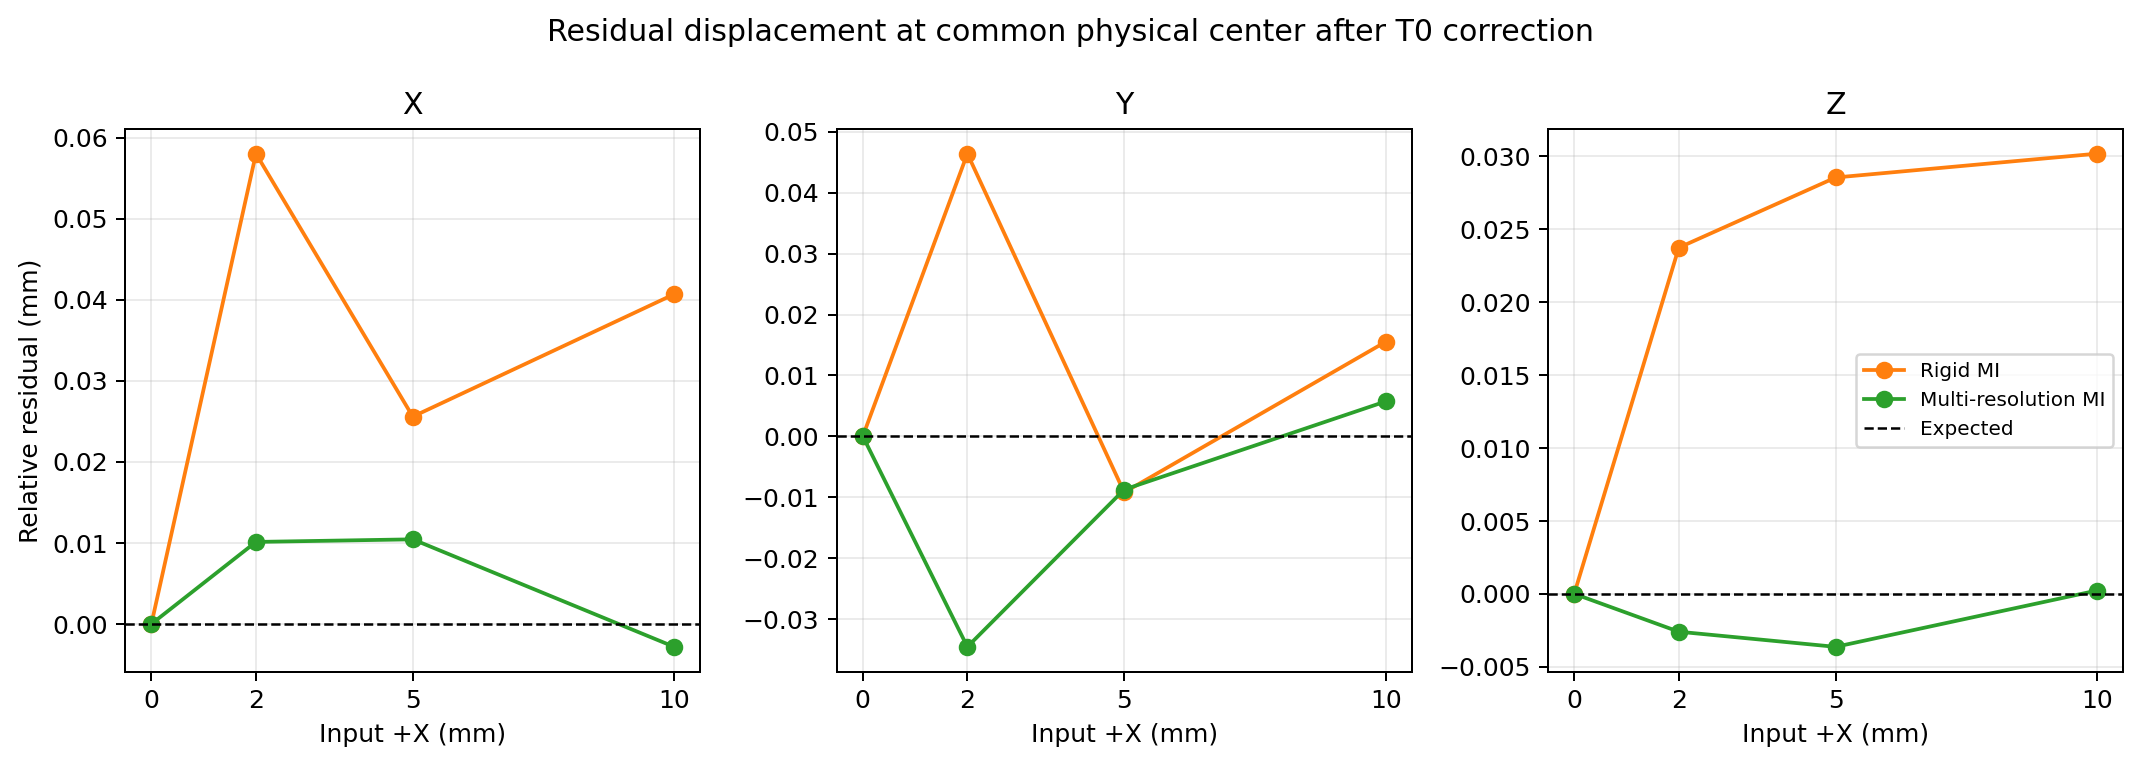 Residual displacement at common physical center after T0 correction
X
Relative residual (mm)
0.06
0.05
0.04
0.03
0.02
0.01
0.00
0 2 5 10
Input +X (mm)
Y
0.05
0.04
0.03
0.02
0.01
0.00
−0.01
−0.02
−0.03
0 2 5 10
Input +X (mm)
Z
0.030
0.025
0.020
0.015
0.010
0.005
0.000
−0.005
Rigid MI
Multi-resolution MI
Expected
0 2 5 10
Input +X (mm)